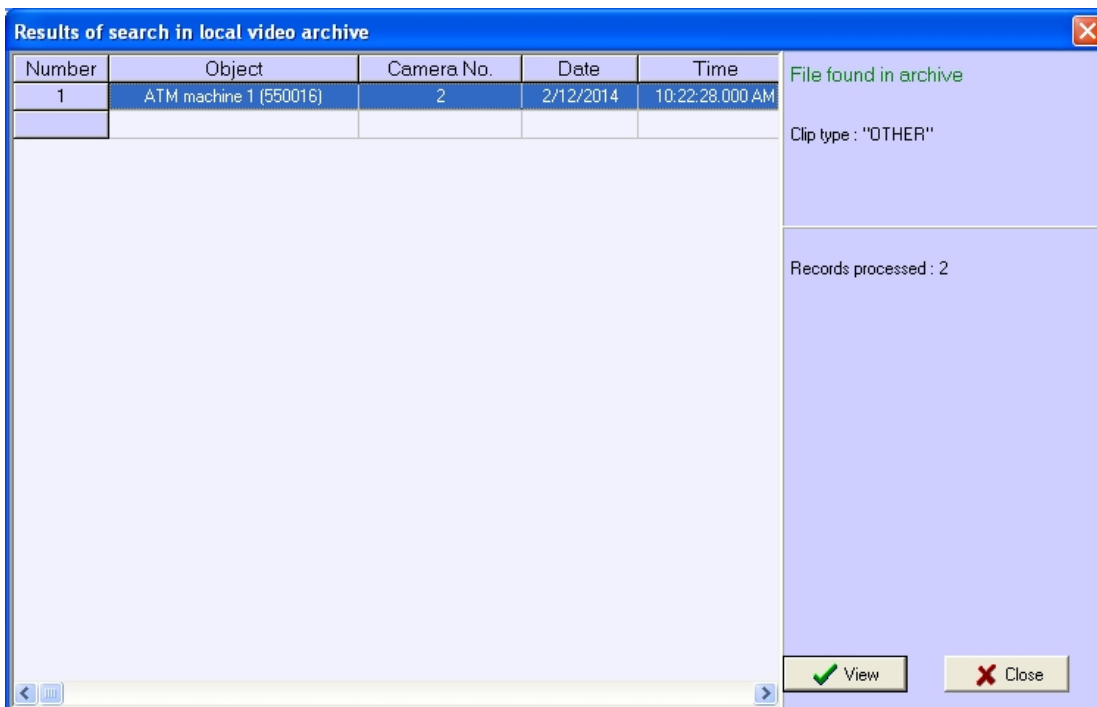 Results of search in local video archive
Number Object Camera No. Date Time
1 ATM machine 1 (550016) 2 2/12/2014 10:22:28.000 AM
File found in archive
Clip type : "OTHER"
Records processed : 2
View Close